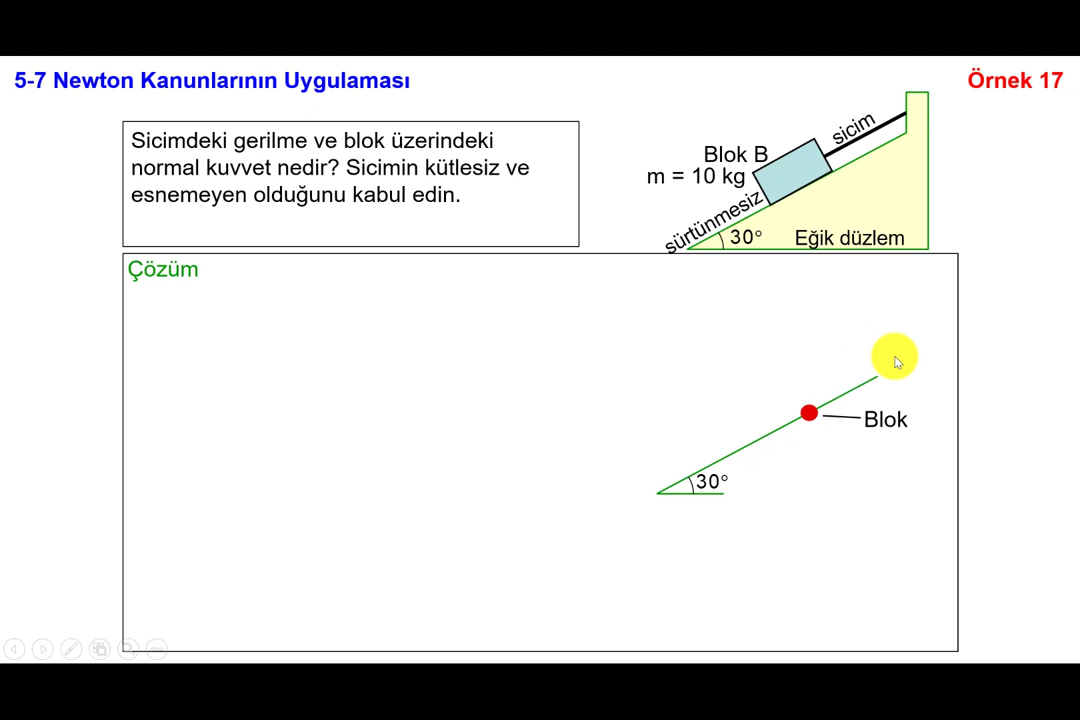 5-7 Newton Kanunlarının Uygulaması
Örnek 17
Sicimdeki gerilme ve blok üzerindeki
normal kuvvet nedir? Sicimin kütlesiz ve
esnemeyen olduğunu kabul edin.
sicim
Blok B
m = 10 kg
sürtünmesiz
30°
Eğik düzlem
Çözüm
Blok
30°